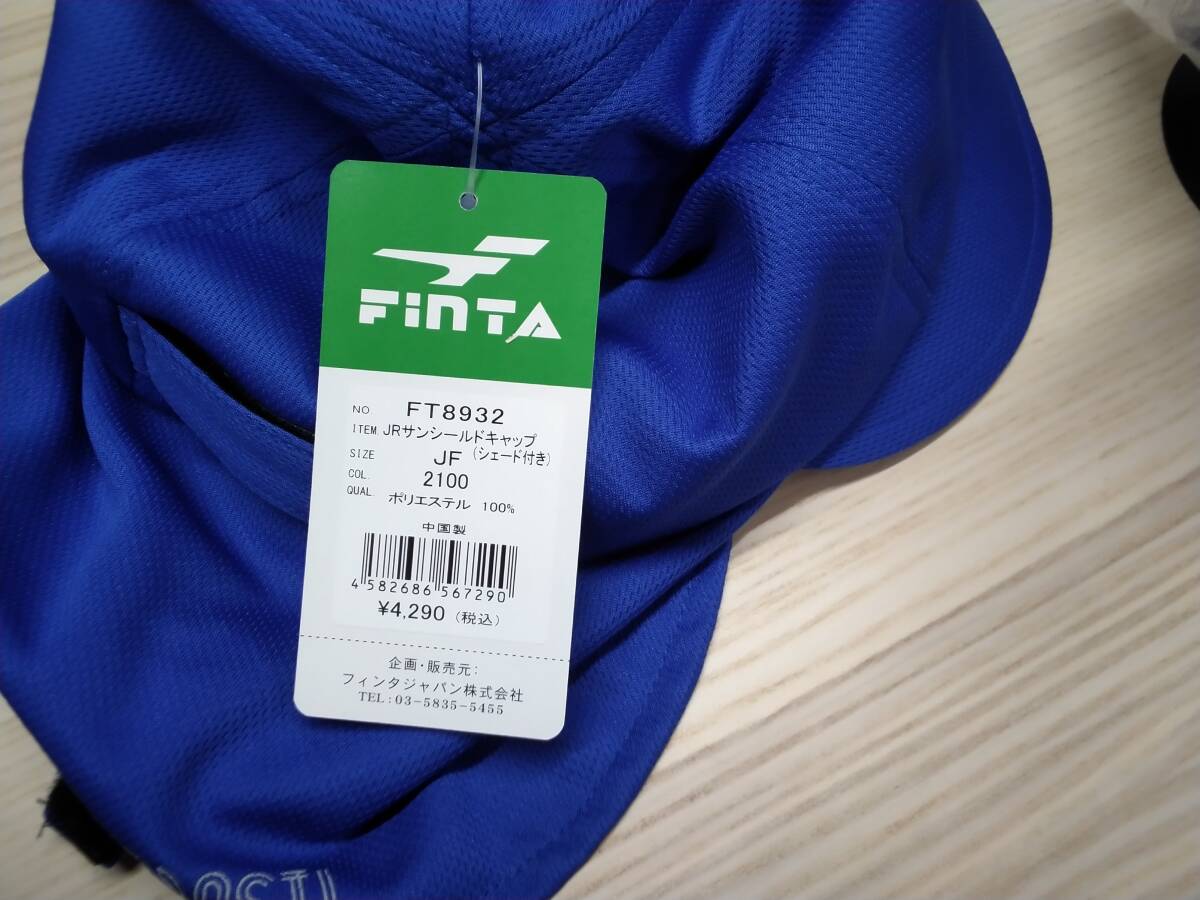 FiNTA
NO. FT8932
ITEM. JRサンシールドキャップ
(シェード付き)
SIZE JF
COL. 2100
QUAL. ポリエステル 100%
中国製
4 582686 567290
¥4,290 (税込)
企画・販売元:
フィンタジャパン株式会社
TEL:03-5835-5455